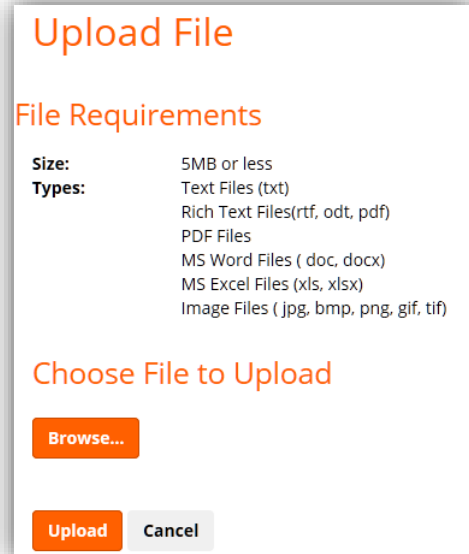 Upload File
File Requirements
Size: 5MB or less
Types: Text Files (txt)
Rich Text Files(rtf, odt, pdf)
PDF Files
MS Word Files ( doc, docx)
MS Excel Files (xls, xlsx)
Image Files ( jpg, bmp, png, gif, tif)
Choose File to Upload
Browse...
Upload Cancel